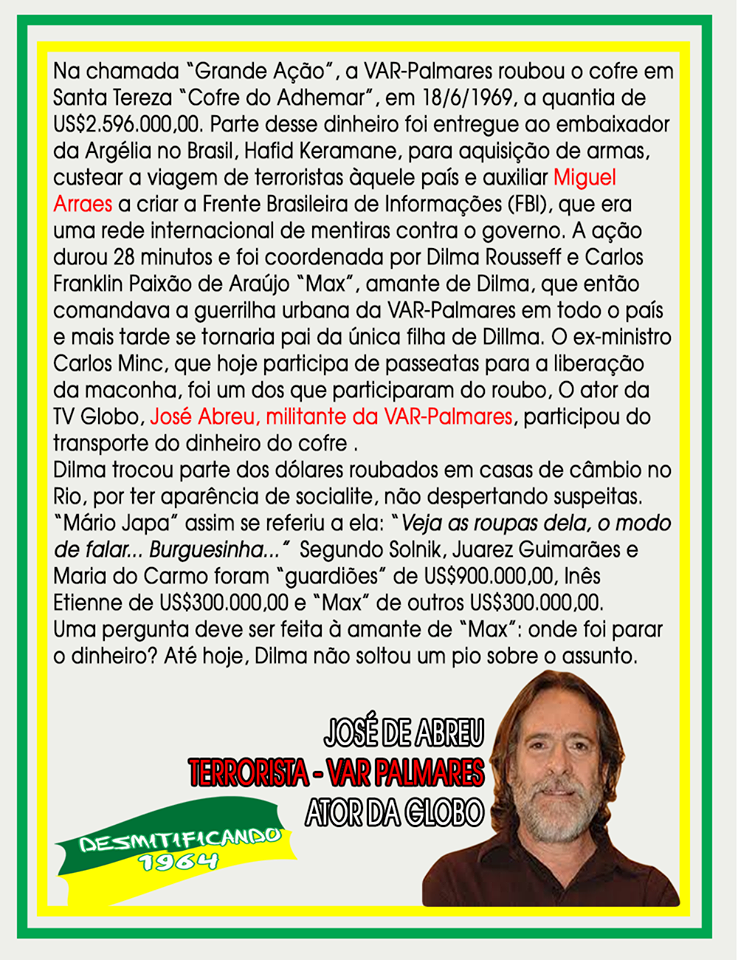 Na chamada “Grande Ação”, a VAR-Palmares roubou o cofre em
Santa Tereza “Cofre do Adhemar”, em 18/6/1969, a quantia de
US$2.596.000,00. Parte desse dinheiro foi entregue ao embaixador
da Argélia no Brasil, Hafid Keramane, para aquisição de armas,
custear a viagem de terroristas àquele país e auxiliar Miguel
Arraes a criar a Frente Brasileira de Informações (FBI), que era
uma rede internacional de mentiras contra o governo. A ação
durou 28 minutos e foi coordenada por Dilma Rousseff e Carlos
Franklin Paixão de Araújo “Max”, amante de Dilma, que então
comandava a guerrilha urbana da VAR-Palmares em todo o país
e mais tarde se tornaria pai da única filha de Dillma. O ex-ministro
Carlos Minc, que hoje participa de passeatas para a liberação
da maconha, foi um dos que participaram do roubo, O ator da
TV Globo, José Abreu, militante da VAR-Palmares, participou do
transporte do dinheiro do cofre .
Dilma trocou parte dos dólares roubados em casas de câmbio no
Rio, por ter aparência de socialite, não despertando suspeitas.
“Mário Japa” assim se referiu a ela: “Veja as roupas dela, o modo
de falar... Burguesinha...” Segundo Solnik, Juarez Guimarães e
Maria do Carmo foram “guardiões” de US$900.000,00, Inês
Etienne de US$300.000,00 e “Max” de outros US$300.000,00.
Uma pergunta deve ser feita à amante de “Max”: onde foi parar
o dinheiro? Até hoje, Dilma não soltou um pio sobre o assunto.
JOSÉ DE ABREU
TERRORISTA - VAR PALMARES
ATOR DA GLOBO
DESMITIFICANDO
1964